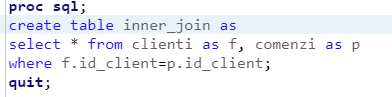 proc sql;
create table inner_join as
select * from clienti as f, comenzi as p
where f.id_client=p.id_client;
quit;